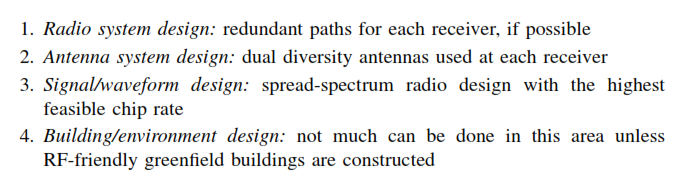 1. Radio system design: redundant paths for each receiver, if possible
2. Antenna system design: dual diversity antennas used at each receiver
3. Signal/waveform design: spread-spectrum radio design with the highest
feasible chip rate
4. Building/environment design: not much can be done in this area unless
RF-friendly greenfield buildings are constructed